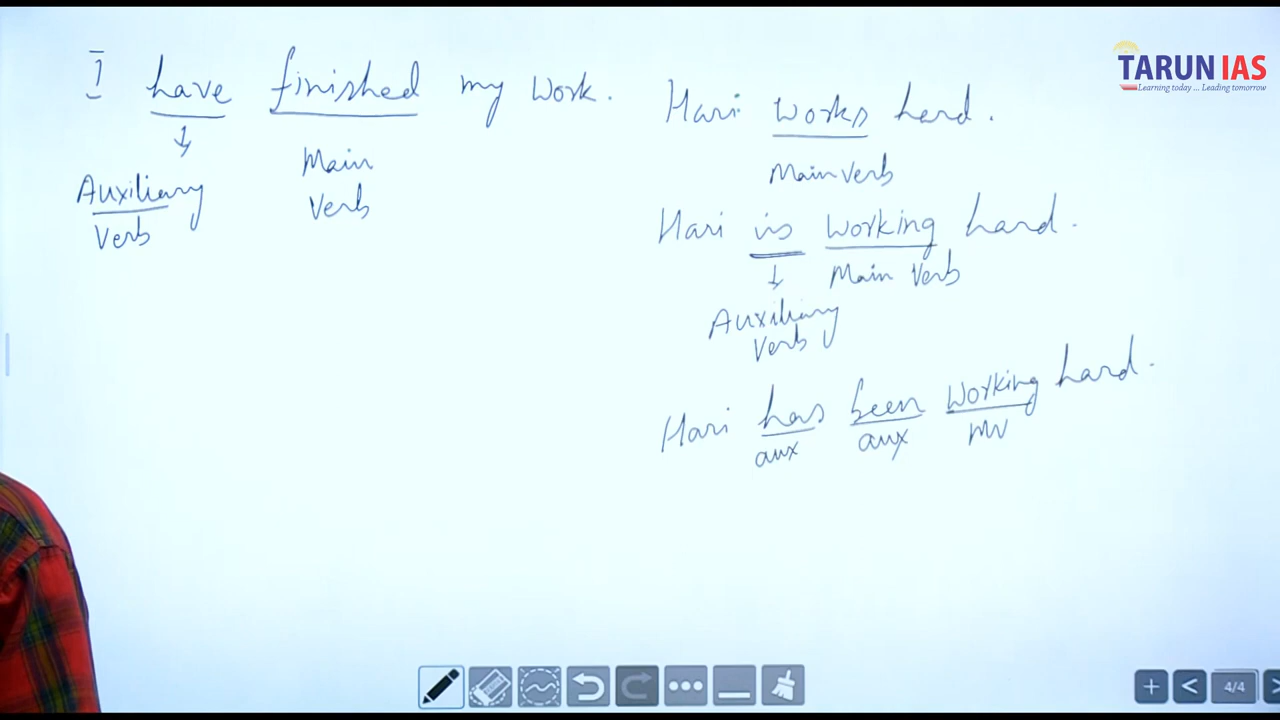 I have finished my work.
Auxiliary Verb
Main Verb
Hari works hard.
Main Verb
Hari is working hard.
Auxiliary Verb
Main Verb
Hari has been working hard.
aux aux MV
TARUN IAS
Learning today ... Leading tomorrow
4/4